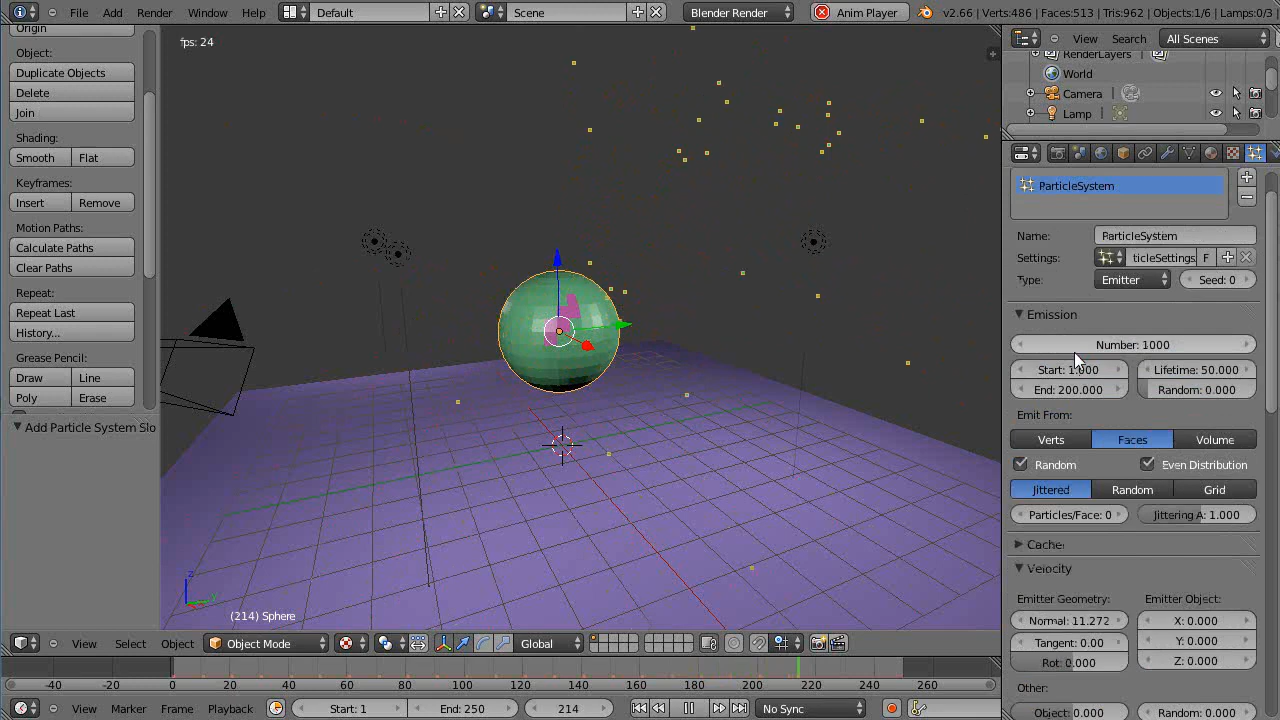 File Add Render Window Help Default Scene Blender Render Anim Player v2.66 | Verts:486 | Faces:513 | Tris:962 | Objects:1/6 | Lamps:0/3
Origin
Object:
Duplicate Objects
Delete
Join
Shading:
Smooth Flat
Keyframes:
Insert Remove
Motion Paths:
Calculate Paths
Clear Paths
Repeat:
Repeat Last
History...
Grease Pencil:
Draw Line
Poly Erase
Add Particle System Slo
fps: 24
z
y
(214) Sphere
View Select Object Object Mode Global
-40 -20 0 20 40 60 80 100 120 140 160 180 200 220 240 260
View Marker Frame Playback Start: 1 End: 250 214 No Sync
View Search All Scenes
RenderLayers
World
Camera
Lamp
ParticleSystem
Name: ParticleSystem
Settings: ticleSettings F
Type: Emitter Seed: 0
Emission
Number: 1000
Lifetime: 50.000
End: 200.000 Random: 0.000
Emit From:
Verts Faces Volume
Random Even Distribution
Jittered Random Grid
Particles/Face: 0 Jittering A: 1.000
Cache
Velocity
Emitter Geometry: Emitter Object:
Normal: 11.272 X: 0.000
Tangent: 0.00 Y: 0.000
Rot: 0.000 Z: 0.000
Other:
Object: 0.000 Random: 0.000